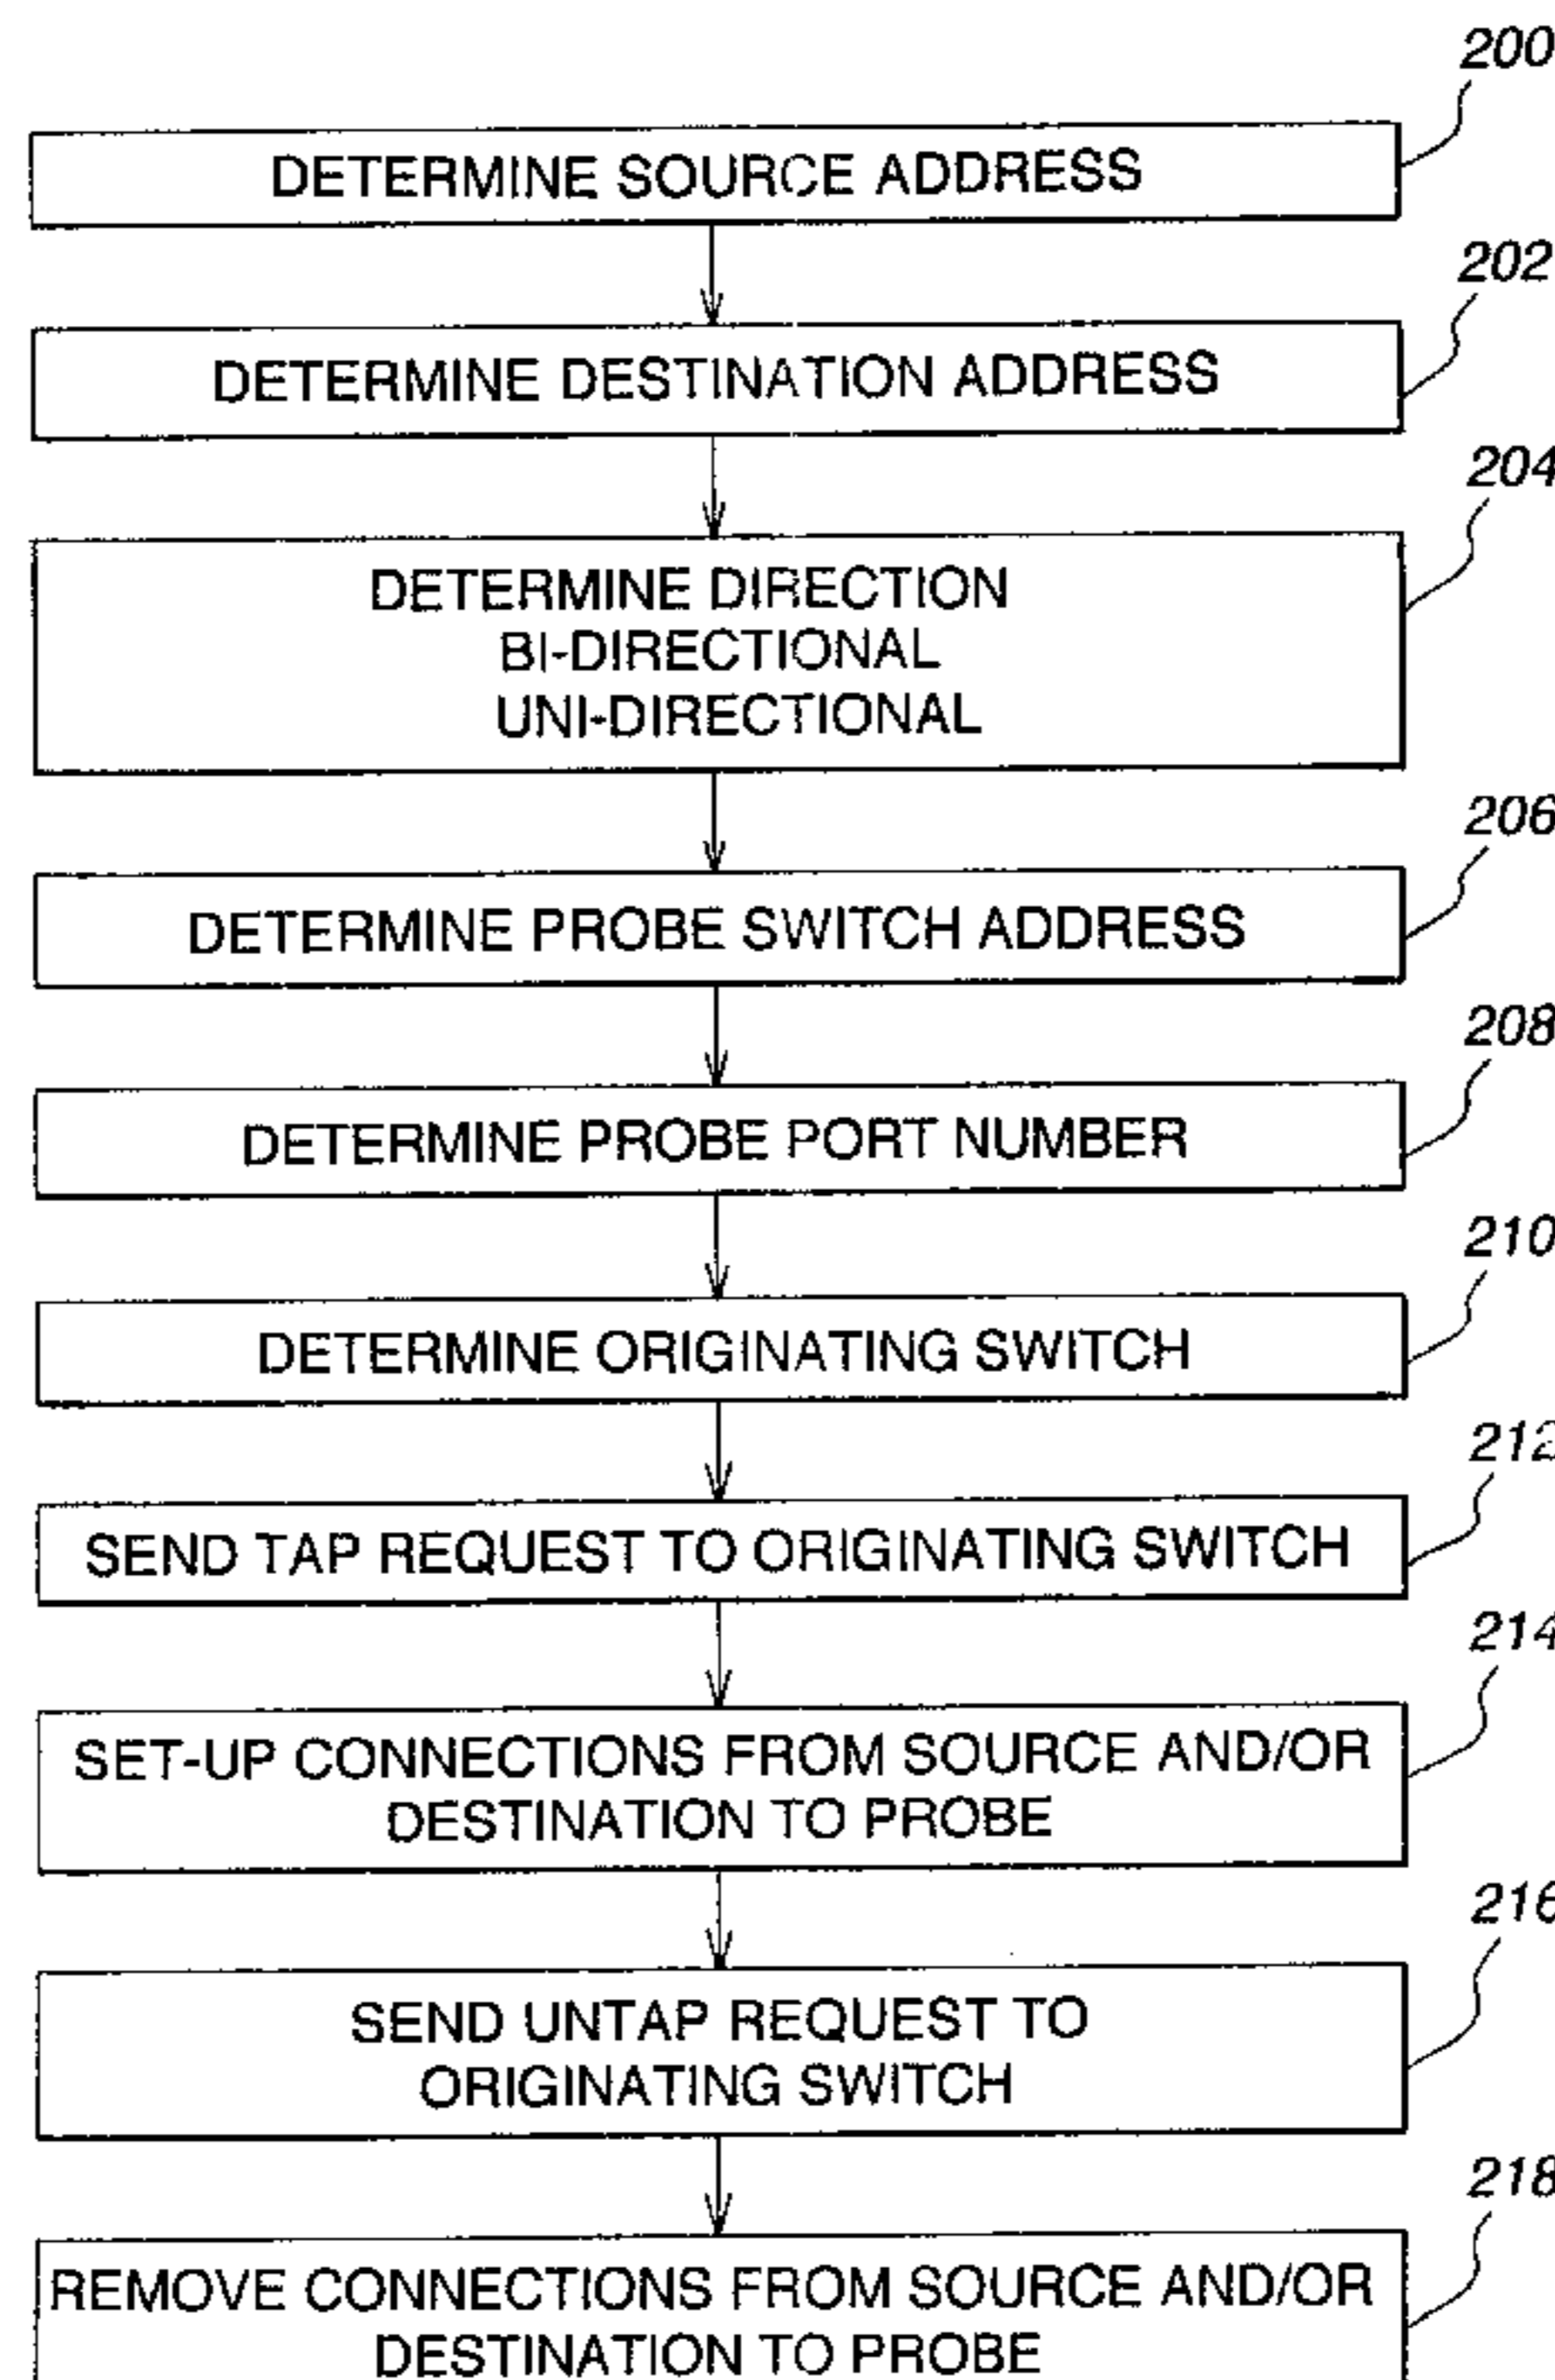 200
DETERMINE SOURCE ADDRESS
202
DETERMINE DESTINATION ADDRESS
204
DETERMINE DIRECTION
BI-DIRECTIONAL
UNI-DIRECTIONAL
206
DETERMINE PROBE SWITCH ADDRESS
208
DETERMINE PROBE PORT NUMBER
210
DETERMINE ORIGINATING SWITCH
212
SEND TAP REQUEST TO ORIGINATING SWITCH
214
SET-UP CONNECTIONS FROM SOURCE AND/OR
DESTINATION TO PROBE
216
SEND UNTAP REQUEST TO
ORIGINATING SWITCH
218
REMOVE CONNECTIONS FROM SOURCE AND/OR
DESTINATION TO PROBE